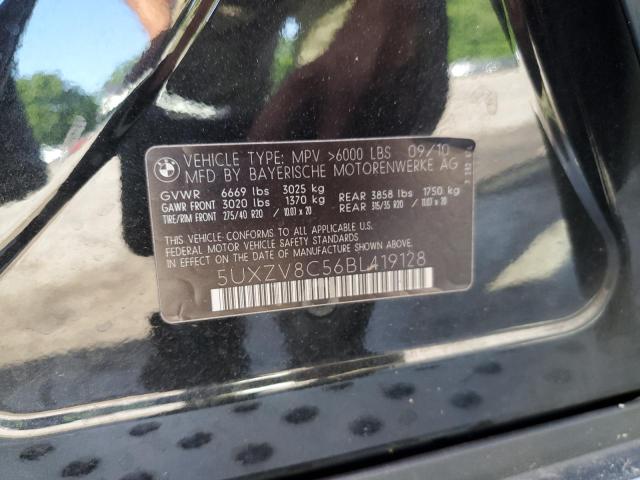 BMW
VEHICLE TYPE: MPV >6000 LBS 09/10
MFD BY BAYERISCHE MOTORENWERKE AG
GVWR 6669 lbs 3025 kg
GAWR FRONT 3020 lbs 1370 kg REAR 3858 lbs 1750 kg
TIRE/RIM FRONT 275/40 R20 / 10.0J x 20 REAR 315/35 R20 / 11.0J x 20
THIS VEHICLE CONFORMS TO ALL APPLICABLE U.S.
FEDERAL MOTOR VEHICLE SAFETY STANDARDS
IN EFFECT ON THE DATE OF MANUFACTURE SHOWN ABOVE.
5UXZV8C56BL419128